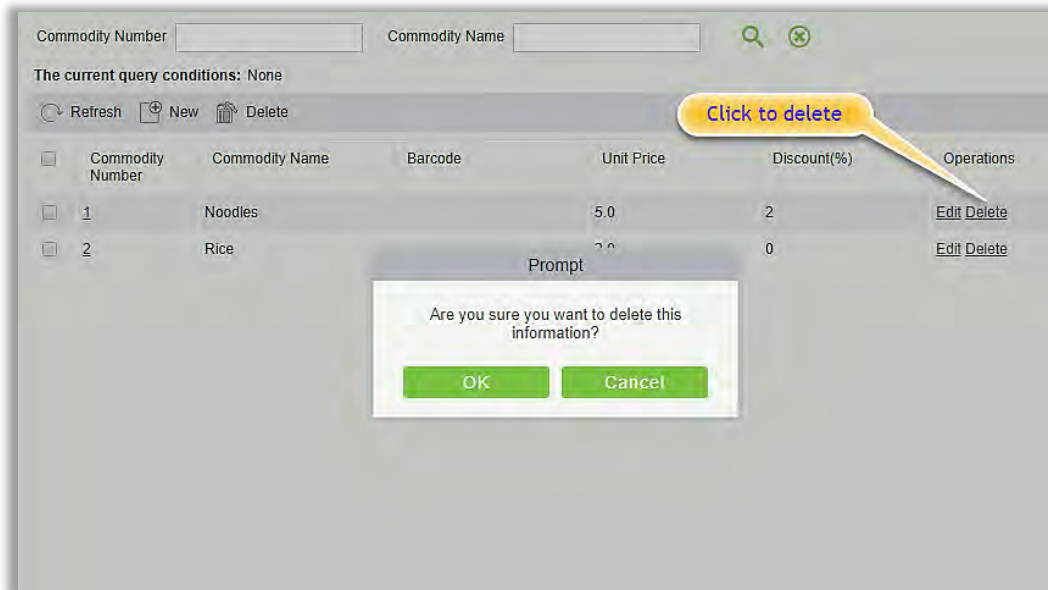 Commodity Number Commodity Name
The current query conditions: None
Refresh New Delete
Click to delete
Commodity Number Commodity Name Barcode Unit Price Discount(%) Operations
1 Noodles 5.0 2 Edit Delete
2 Rice 0 Edit Delete
Prompt
Are you sure you want to delete this
information?
OK Cancel